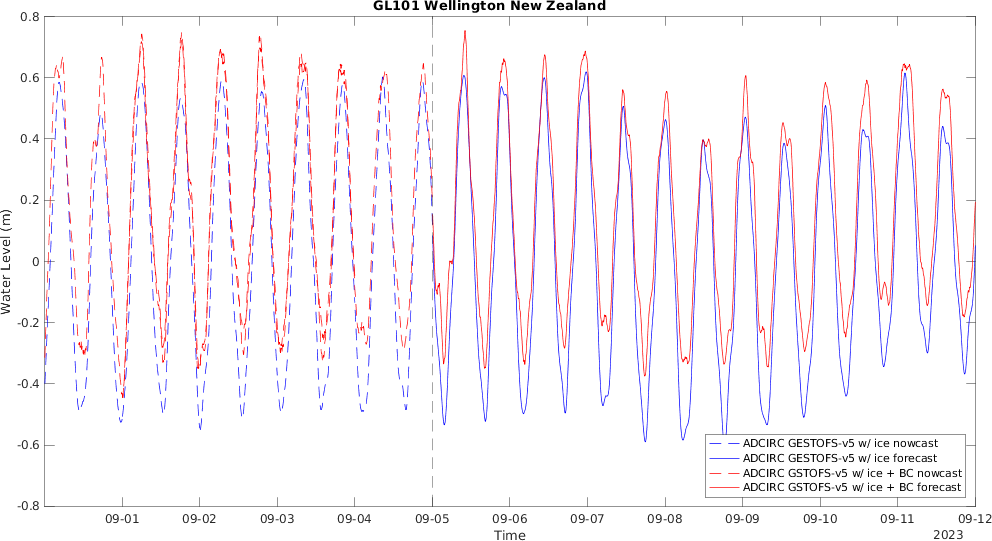 GL101 Wellington New Zealand
Water Level (m)
0.8
0.6
0.4
0.2
0
-0.2
-0.4
-0.6
-0.8
ADCIRC GESTOFS-v5 w/ ice nowcast
ADCIRC GESTOFS-v5 w/ ice forecast
ADCIRC GSTOFS-v5 w/ ice + BC nowcast
ADCIRC GSTOFS-v5 w/ ice + BC forecast
09-01 09-02 09-03 09-04 09-05 09-06 09-07 09-08 09-09 09-10 09-11 09-12
Time
2023